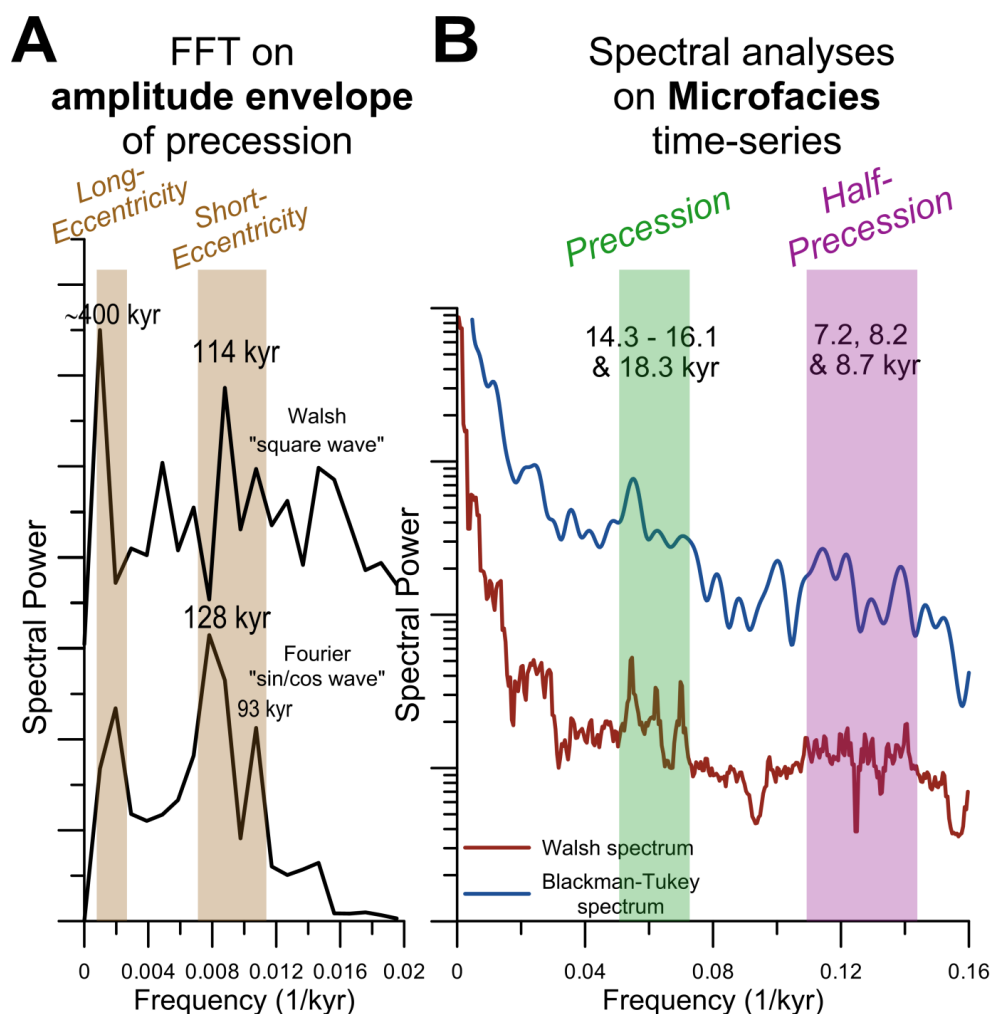 A
FFT on
amplitude envelope
of precession
Long-
Eccentricity
Short-
Eccentricity
~400 kyr
114 kyr
Walsh
"square wave"
128 kyr
Fourier
"sin/cos wave"
93 kyr
Spectral Power
0 0.004 0.008 0.012 0.016 0.02
Frequency (1/kyr)
B
Spectral analyses
on Microfacies
time-series
Precession
Half-
Precession
14.3 - 16.1
& 18.3 kyr
7.2, 8.2
& 8.7 kyr
Spectral Power
Walsh spectrum
Blackman-Tukey
spectrum
0 0.04 0.08 0.12 0.16
Frequency (1/kyr)